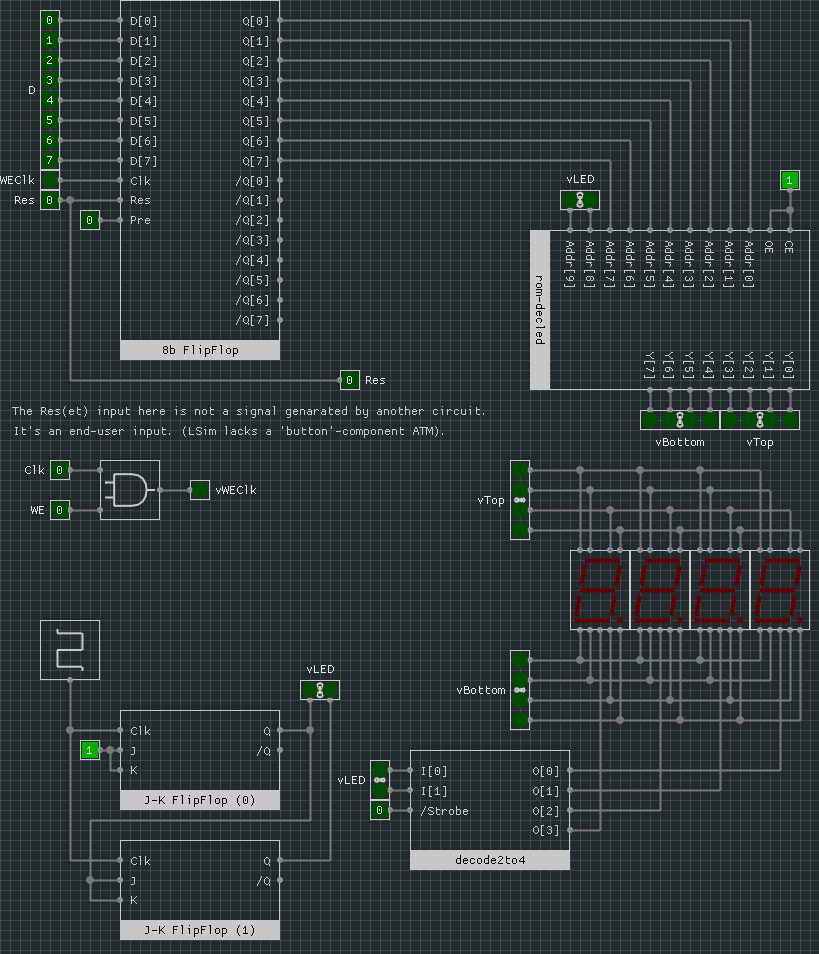 0 D[0] Q[0]
1 D[1] Q[1]
2 D[2] Q[2]
3 D[3] Q[3]
D
4 D[4] Q[4]
5 D[5] Q[5]
6 D[6] Q[6]
7 D[7] Q[7]
WEClk Clk /Q[0]
Res 0 Res /Q[1]
0 Pre /Q[2]
/Q[3]
/Q[4]
/Q[5]
/Q[6]
/Q[7]
8b FlipFlop
0 Res
vLED
1
rom-decled
Addr[9] Addr[8] Addr[7] Addr[6] Addr[5] Addr[4] Addr[3] Addr[2] Addr[1] Addr[0] OE CE
Y[7] Y[6] Y[5] Y[4] Y[3] Y[2] Y[1] Y[0]
vBottom vTop
The Res(et) input here is not a signal genarated by another circuit.
It's an end-user input. (LSim lacks a 'button'-component ATM).
Clk 0
vWEClk
WE 0
vTop
vBottom
vLED
Clk Q
1 J /Q
K
J-K FlipFlop (0)
Clk Q
J /Q
K
J-K FlipFlop (1)
vLED
I[0] O[0]
I[1] O[1]
0 /Strobe O[2]
O[3]
decode2to4